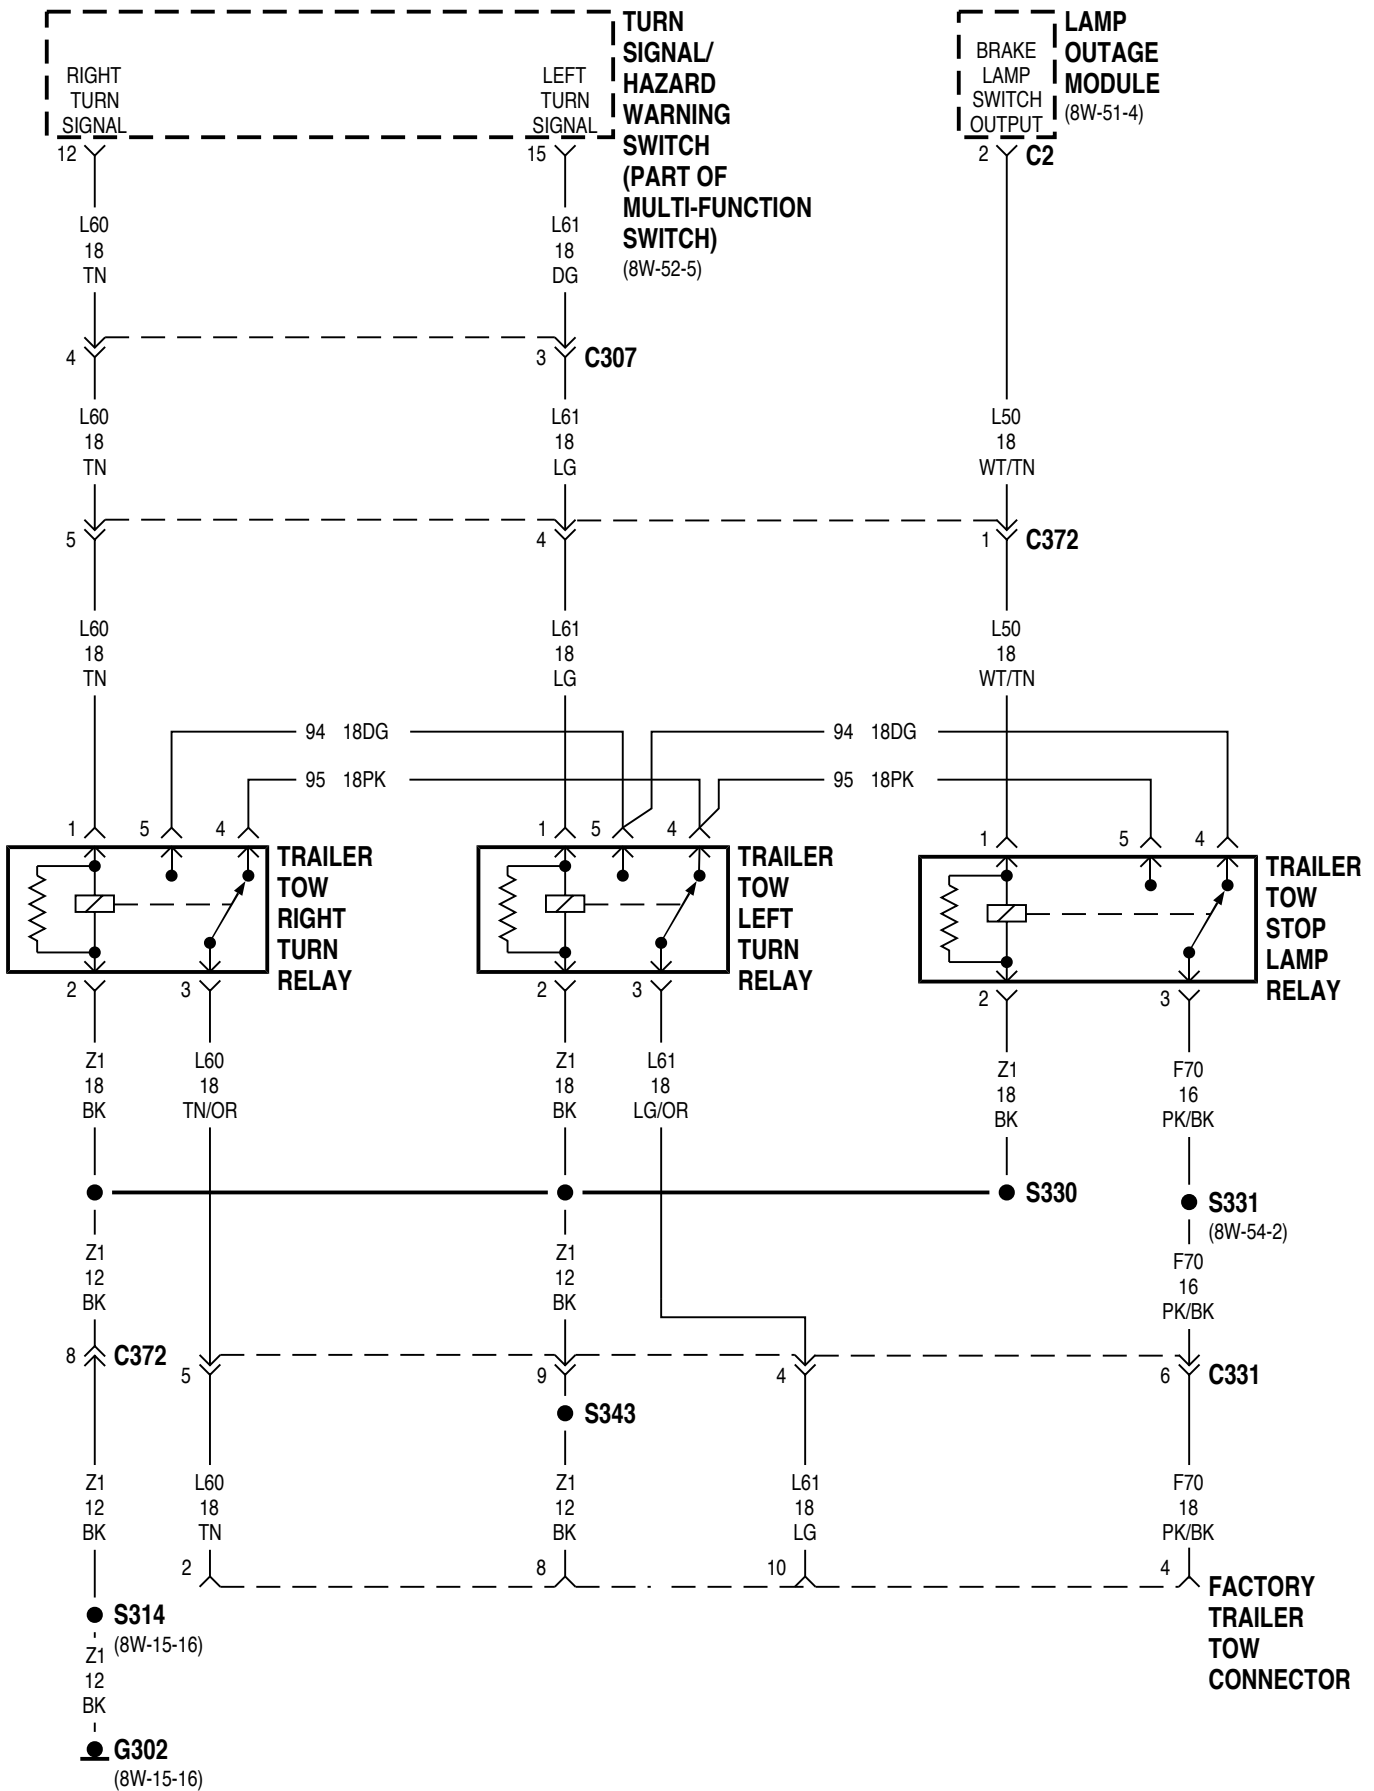 TURN
SIGNAL/
HAZARD
WARNING
SWITCH
(PART OF
MULTI-FUNCTION
SWITCH)
(8W-52-5)
LAMP
OUTAGE
MODULE
(8W-51-4)
RIGHT
TURN
SIGNAL
LEFT
TURN
SIGNAL
BRAKE
LAMP
SWITCH
OUTPUT
12
15
2
C2
L60
18
TN
L61
18
DG
4
3
C307
L60
18
TN
L61
18
LG
L50
18
WT/TN
5
4
1
C372
L60
18
TN
L61
18
LG
L50
18
WT/TN
94 18DG
94 18DG
95 18PK
95 18PK
1
5
4
1
5
4
1
5
4
TRAILER
TOW
RIGHT
TURN
RELAY
TRAILER
TOW
LEFT
TURN
RELAY
TRAILER
TOW
STOP
LAMP
RELAY
2
3
2
3
2
3
Z1
18
BK
L60
18
TN/OR
Z1
18
BK
L61
18
LG/OR
Z1
18
BK
F70
16
PK/BK
S330
S331
(8W-54-2)
Z1
12
BK
Z1
12
BK
F70
16
PK/BK
8
C372
5
9
4
6
C331
S343
Z1
12
BK
L60
18
TN
Z1
12
BK
L61
18
LG
F70
18
PK/BK
2
8
10
4
FACTORY
TRAILER
TOW
CONNECTOR
S314
(8W-15-16)
Z1
12
BK
G302
(8W-15-16)